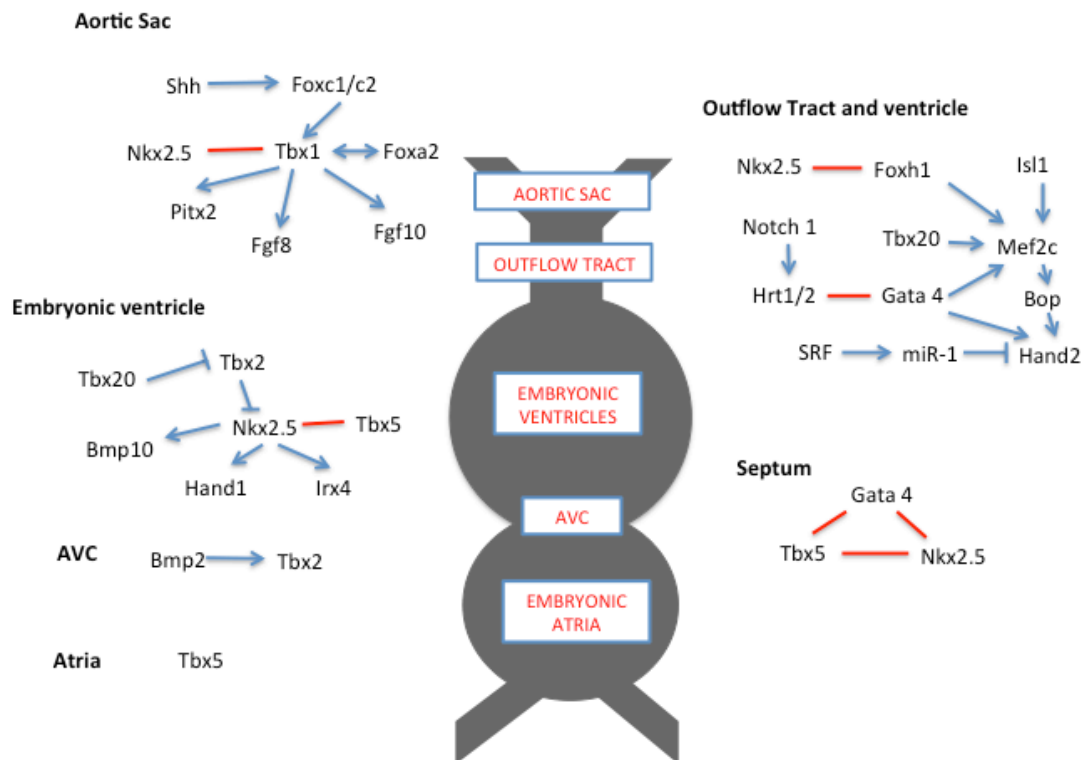 Aortic Sac
Shh
Foxc1/c2
Nkx2.5
Tbx1
Foxa2
Pitx2
Fgf8
Fgf10
Embryonic ventricle
Tbx20
Tbx2
Nkx2.5
Tbx5
Bmp10
Hand1
Irx4
AVC
Bmp2
Tbx2
Atria
Tbx5
AORTIC SAC
OUTFLOW TRACT
EMBRYONIC
VENTRICLES
AVC
EMBRYONIC
ATRIA
Outflow Tract and ventricle
Nkx2.5
Foxh1
Isl1
Notch 1
Tbx20
Mef2c
Hrt1/2
Gata 4
Bop
SRF
miR-1
Hand2
Septum
Gata 4
Tbx5
Nkx2.5